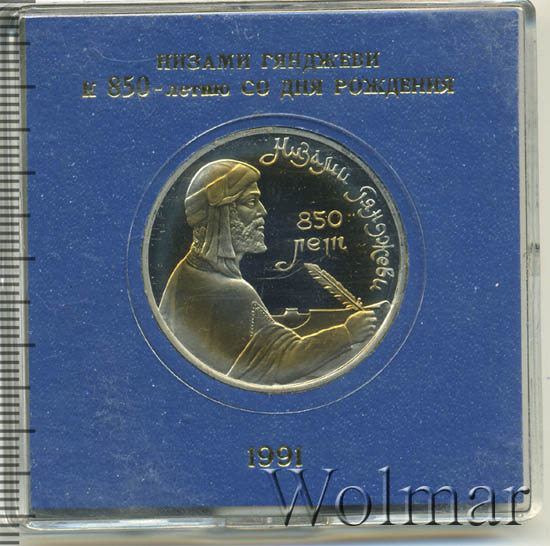 НИЗАМИ ГЯНДЖЕВИ
К 850-летию СО ДНЯ РОЖДЕНИЯ
Низами Гянджеви
850
лет
1991
Wolmar